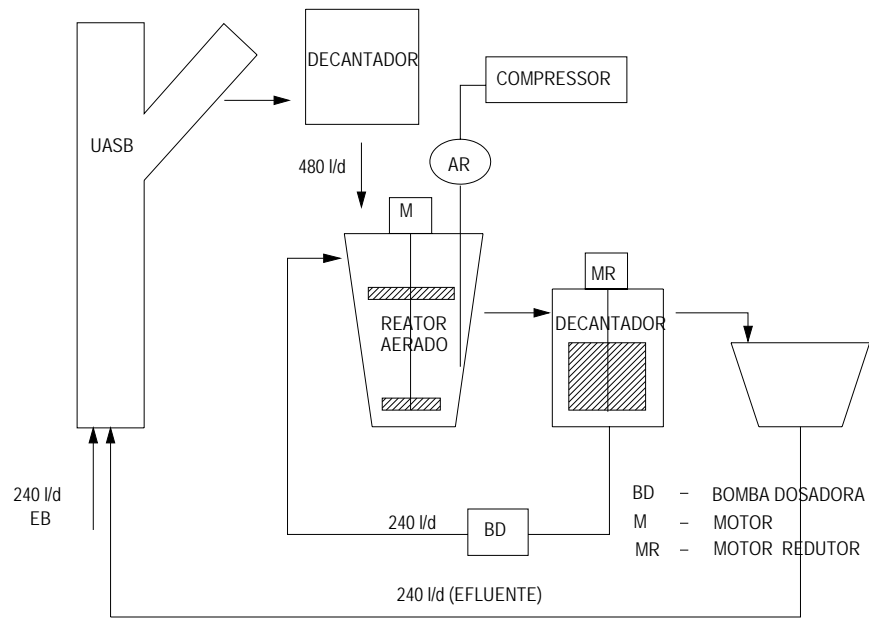 DECANTADOR
COMPRESSOR
UASB
480 l/d
AR
M
MR
REATOR
AERADO
DECANTADOR
240 l/d
EB
240 l/d
BD
BD – BOMBA DOSADORA
M – MOTOR
MR – MOTOR REDUTOR
240 l/d (EFLUENTE)